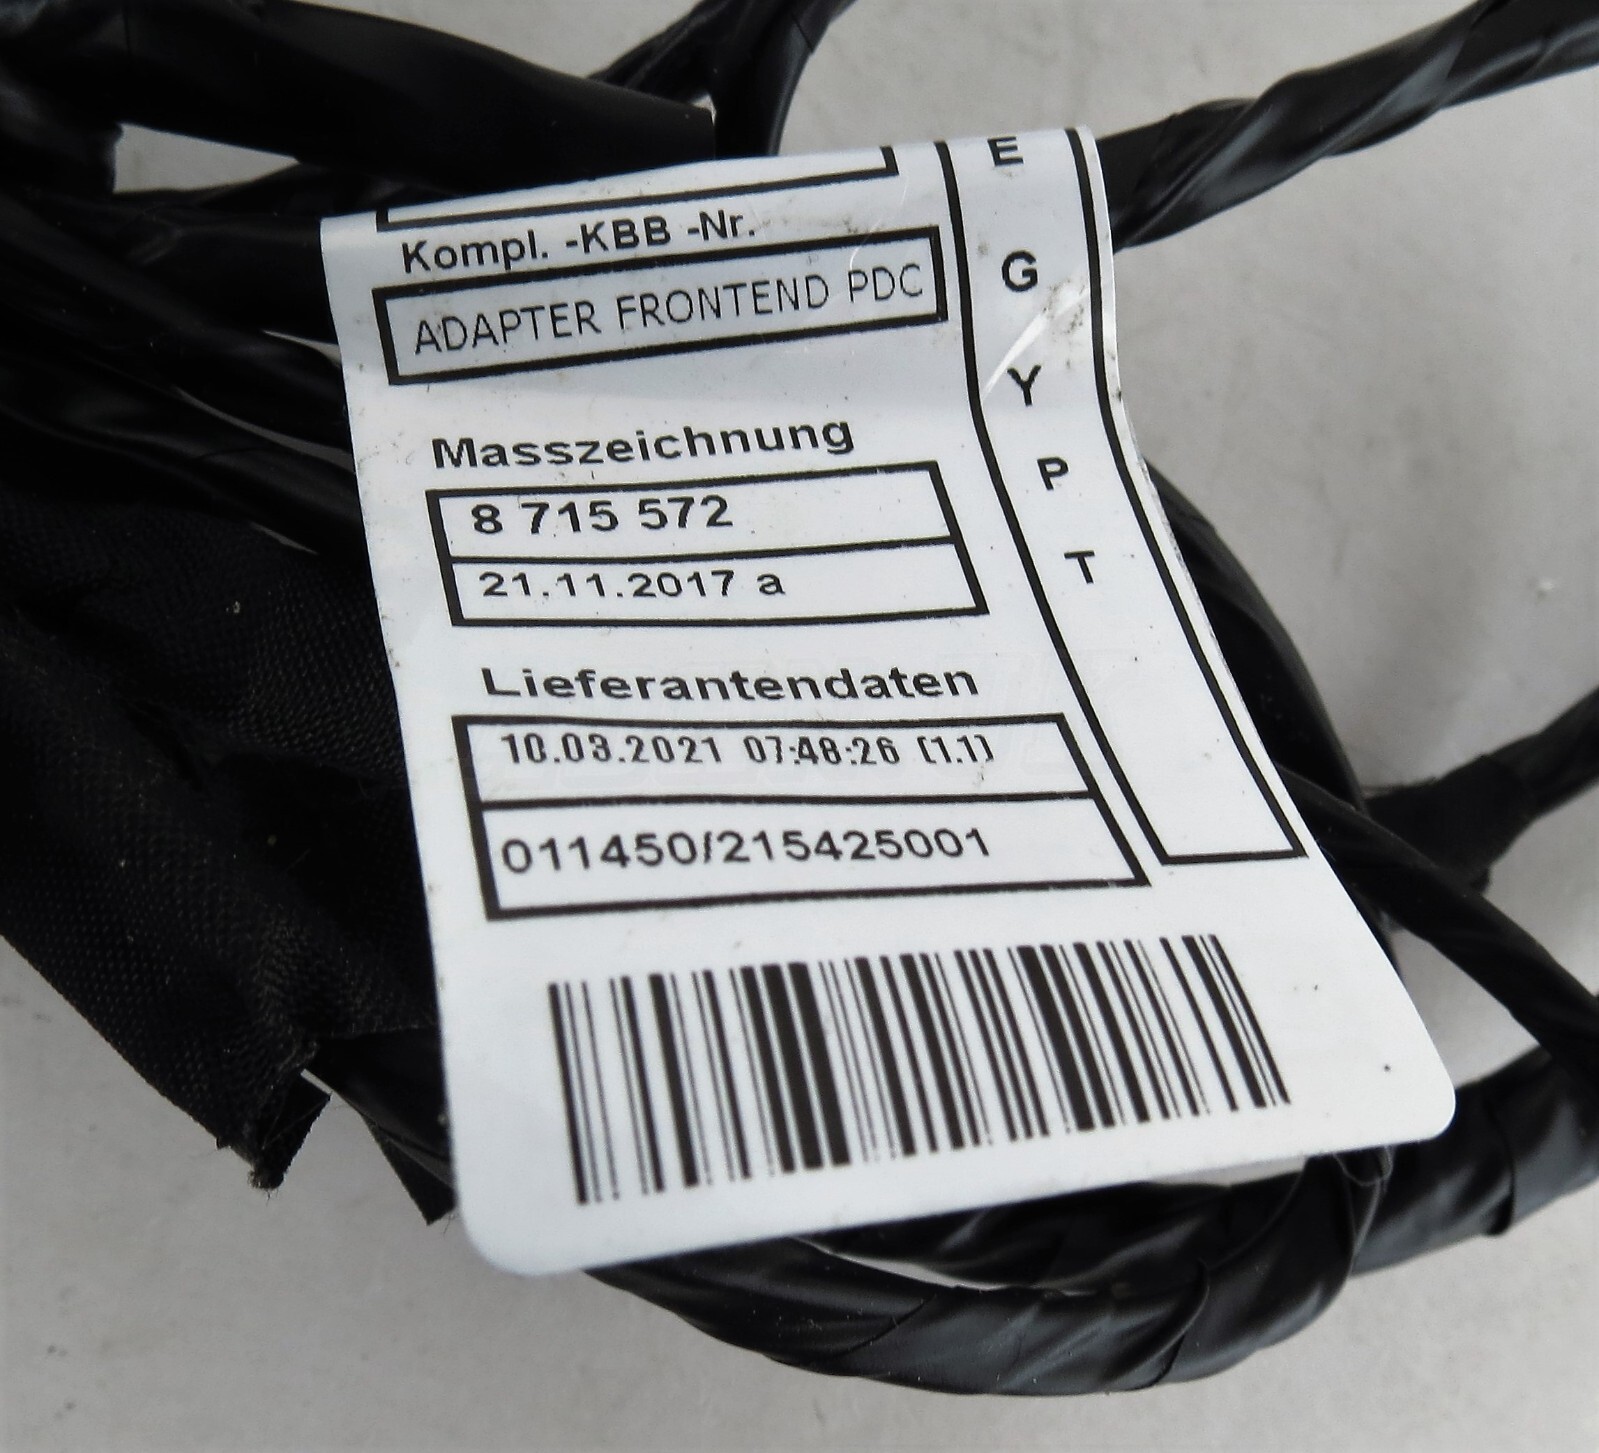 Kompl. -KBB -Nr.
ADAPTER FRONTEND PDC
Masszeichnung
8 715 572
21.11.2017 a
Lieferantendaten
10.03.2021 07:48:26 (1.1)
011450/215425001
E
G
Y
P
T